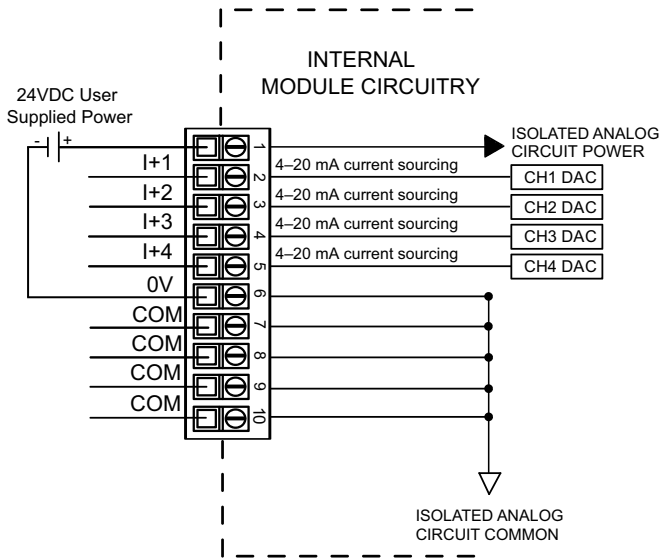 INTERNAL
MODULE CIRCUITRY
24VDC User
Supplied Power
- +
1
ISOLATED ANALOG
CIRCUIT POWER
I+1
2
4–20 mA current sourcing
CH1 DAC
I+2
3
4–20 mA current sourcing
CH2 DAC
I+3
4
4–20 mA current sourcing
CH3 DAC
I+4
5
4–20 mA current sourcing
CH4 DAC
0V
6
COM
7
COM
8
COM
9
COM
10
ISOLATED ANALOG
CIRCUIT COMMON